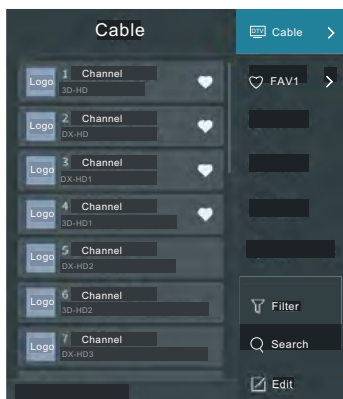 Cable
DTV Cable
Logo 1 Channel
3D-HD
FAV1
Logo 2 Channel
DX-HD
Logo 3 Channel
DX-HD1
Logo 4 Channel
3D-HD1
Logo 5 Channel
DX-HD2
Logo 6 Channel
3D-HD2
Filter
Logo 7 Channel
DX-HD3
Search
Edit